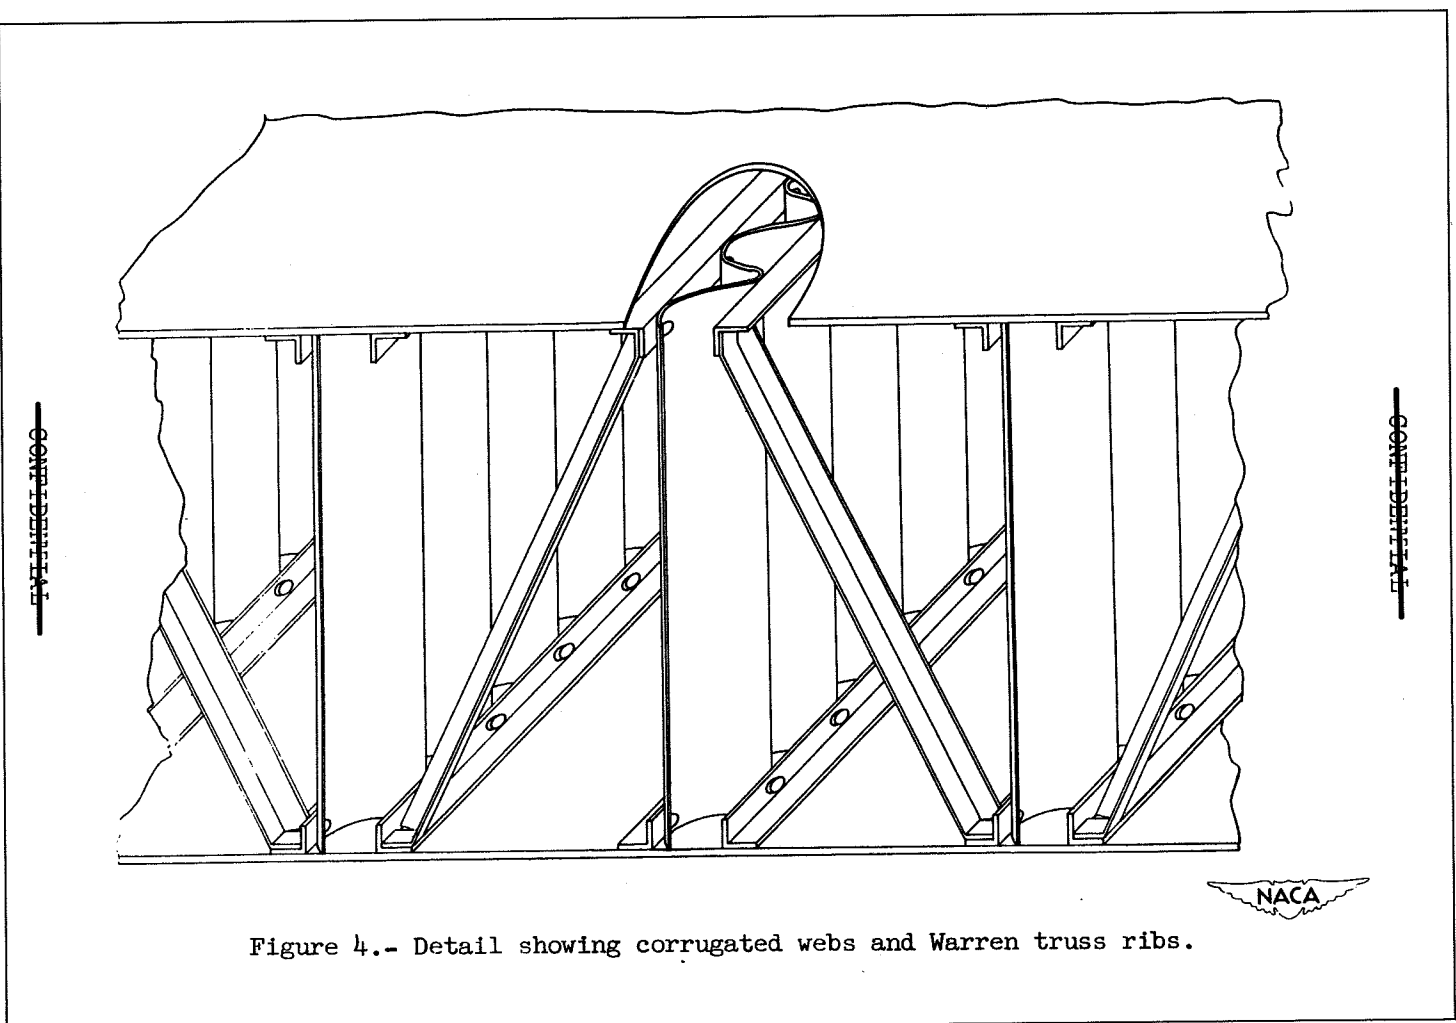 CONFIDENTIAL
CONFIDENTIAL
NACA
Figure 4.- Detail showing corrugated webs and Warren truss ribs.